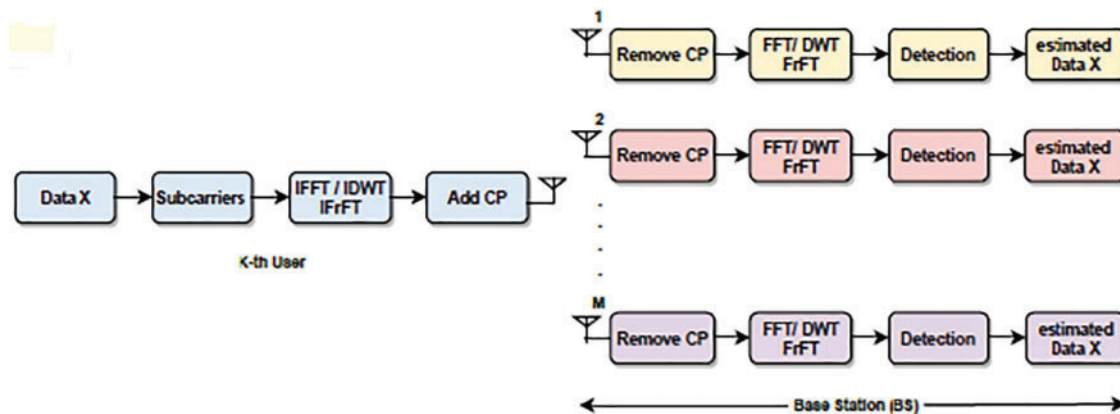 Data X
Subcarriers
IFFT / IDWT
IFrFT
Add CP
K-th User
1
Remove CP
FFT/ DWT
FrFT
Detection
estimated
Data X
2
Remove CP
FFT/ DWT
FrFT
Detection
estimated
Data X
M
Remove CP
FFT/ DWT
FrFT
Detection
estimated
Data X
Base Station (BS)